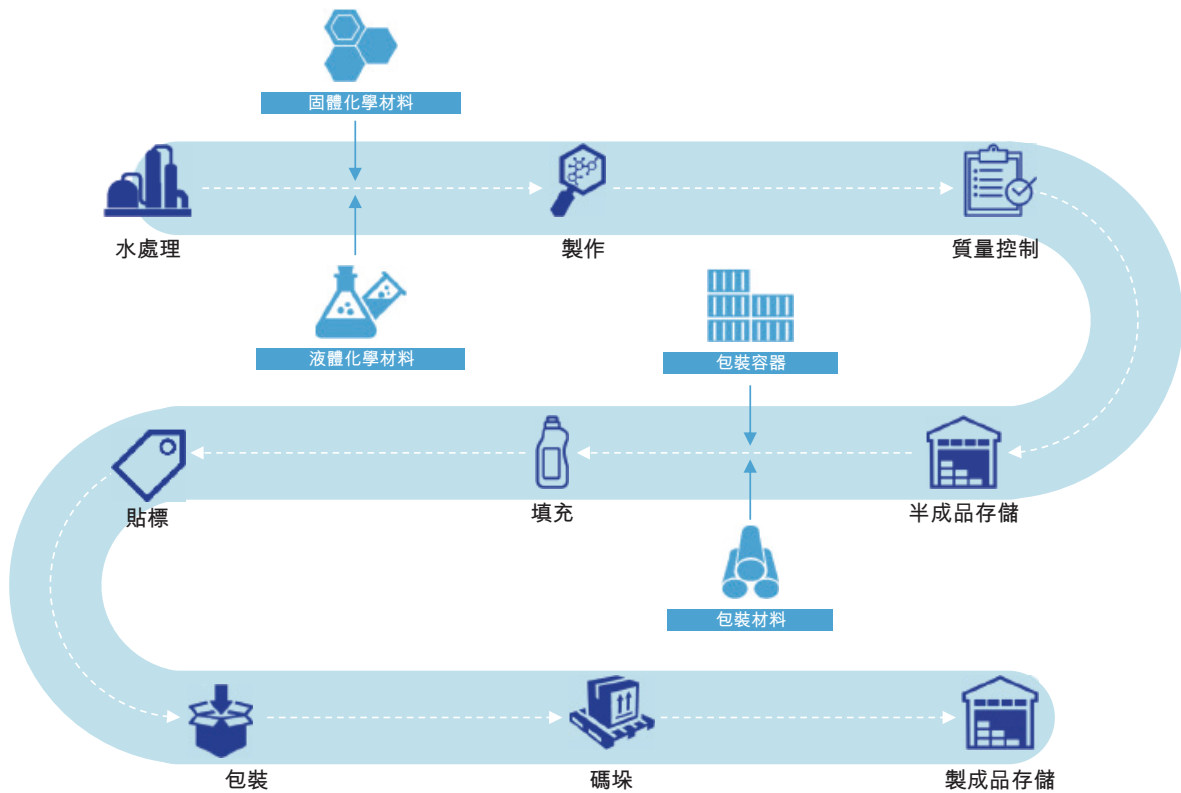 固體化學材料
水處理
製作
質量控制
液體化學材料
包裝容器
貼標
填充
半成品存儲
包裝材料
包裝
碼垛
製成品存儲